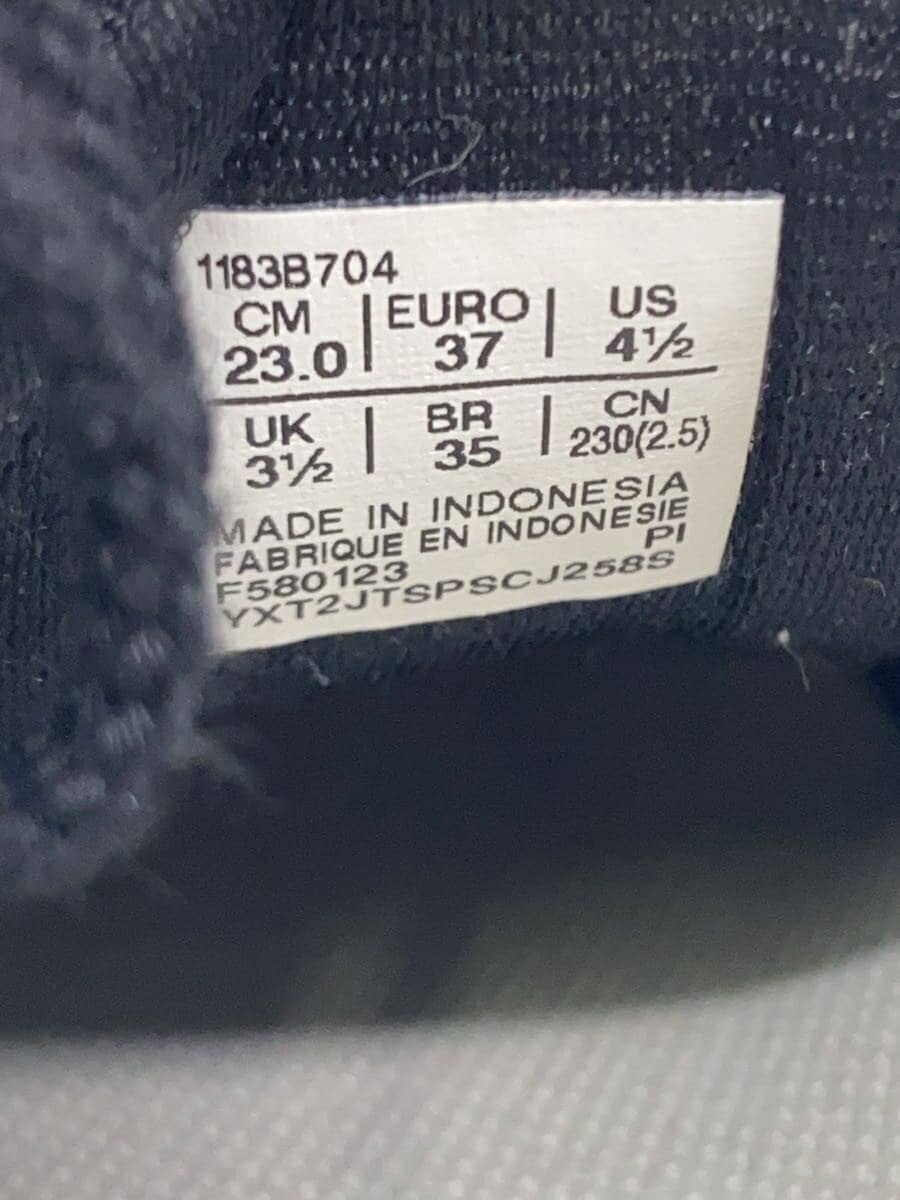 1183B704
CM | EURO | US
23.0 | 37 | 4½
UK | BR | CN
3½ | 35 | 230(2.5)
MADE IN INDONESIA
FABRIQUE EN INDONESIE
F580123 PI
YXT2JTSPSCJ258S